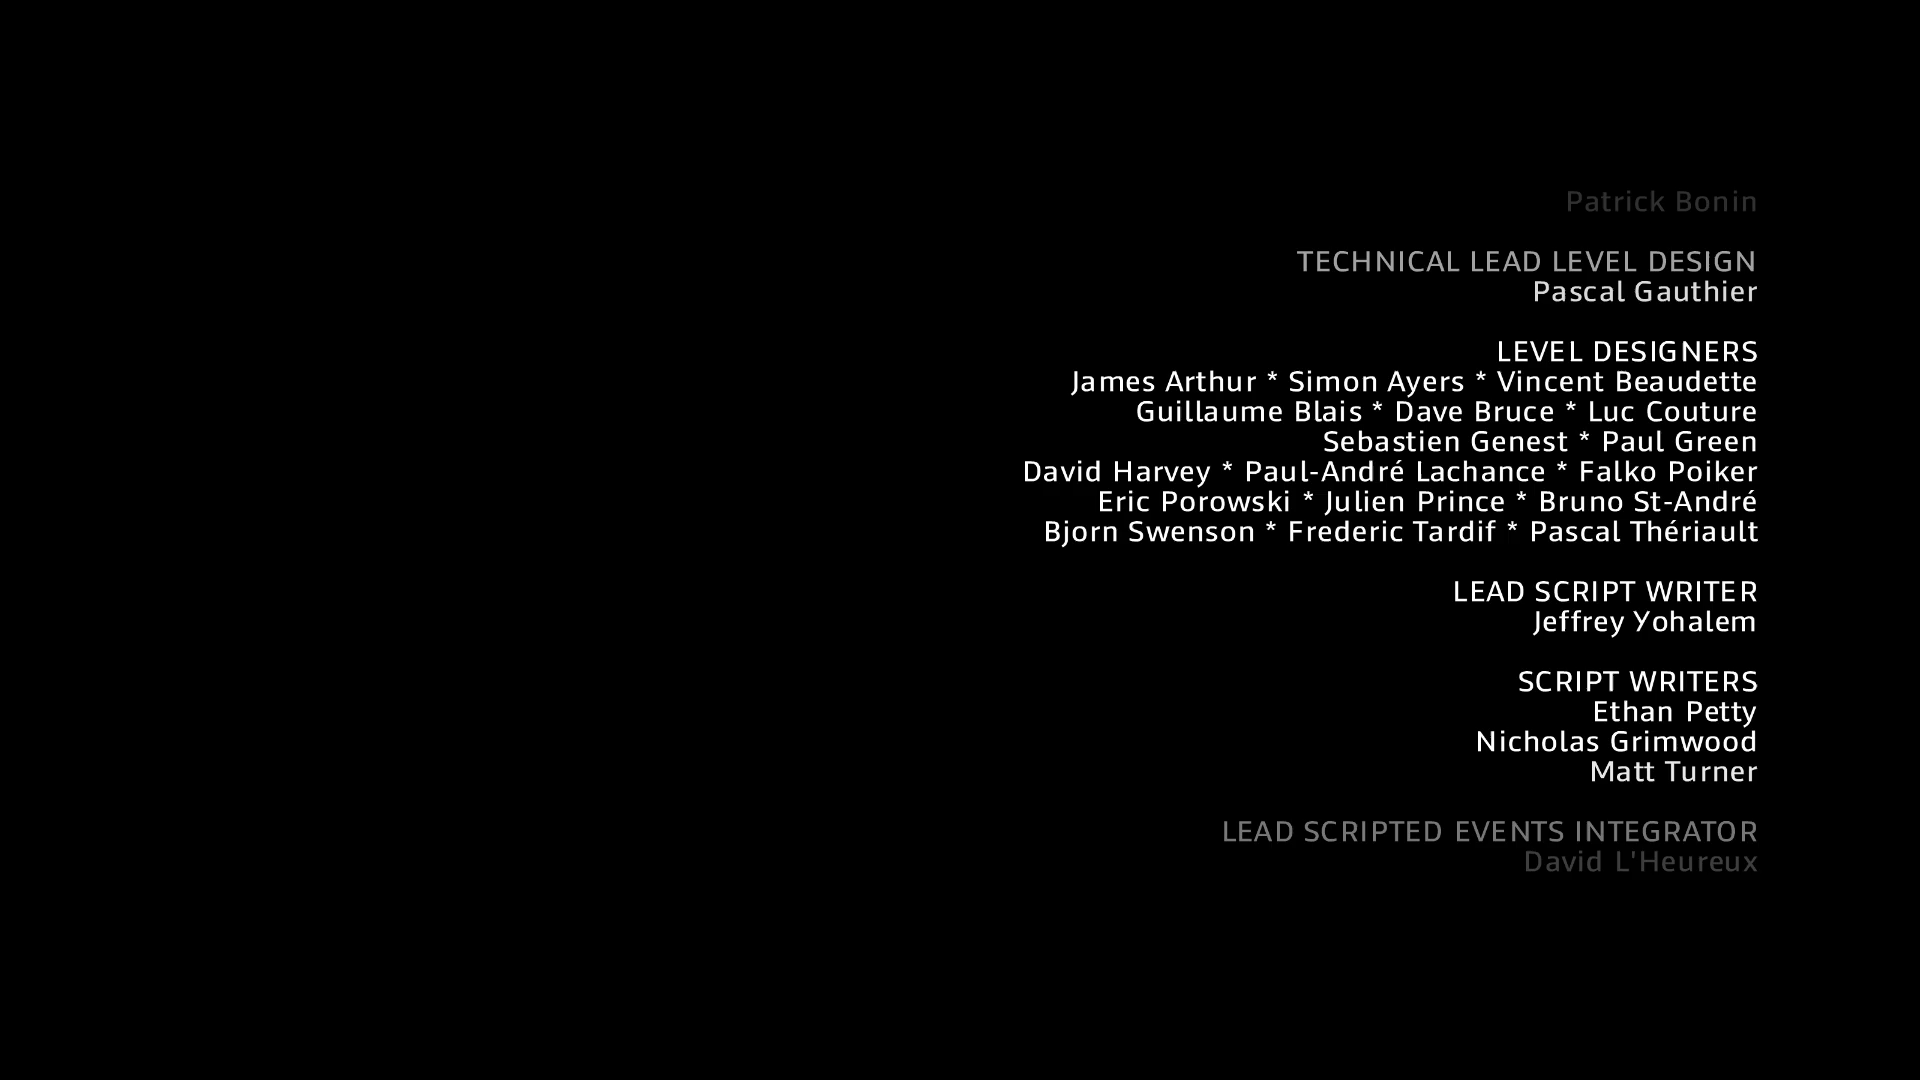 Patrick Bonin
TECHNICAL LEAD LEVEL DESIGN
Pascal Gauthier
LEVEL DESIGNERS
James Arthur * Simon Ayers * Vincent Beaudette
Guillaume Blais * Dave Bruce * Luc Couture
Sebastien Genest * Paul Green
David Harvey * Paul-André Lachance * Falko Poiker
Eric Porowski * Julien Prince * Bruno St-André
Bjorn Swenson * Frederic Tardif * Pascal Thériault
LEAD SCRIPT WRITER
Jeffrey Yohalem
SCRIPT WRITERS
Ethan Petty
Nicholas Grimwood
Matt Turner
LEAD SCRIPTED EVENTS INTEGRATOR
David L'Heureux